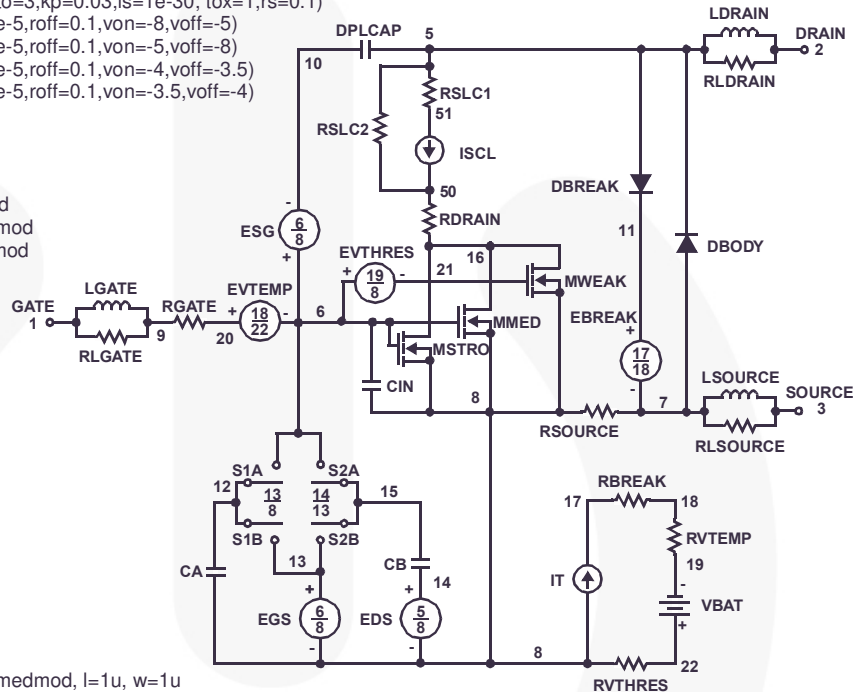 to=3,kp=0.03,is=1e-30, tox=1,rs=0.1)
e-5,roff=0.1,von=-8,voff=-5)
e-5,roff=0.1,von=-5,voff=-8)
e-5,roff=0.1,von=-4,voff=-3.5)
e-5,roff=0.1,von=-3.5,voff=-4)
d
mod
mod
LDRAIN
DPLCAP 5 DRAIN
10 2
RLDRAIN
RSLC1
51
RSLC2
ISCL
50
DBREAK
RDRAIN
11
ESG 6 8
- +
DBODY
EVTHRES 16
+ 19 8 - 21
MWEAK
LGATE
GATE RGATE EVTEMP
1 9 20 + 18 22 - 6
RLGATE
MMED
EBREAK
+ 17 18 -
MSTRO
CIN
LSOURCE
8 7 SOURCE
3
RSOURCE
RLSOURCE
S1A S2A
12 13 8 14 13 15
S1B S2B
RBREAK
17 18
RVTEMP
13
CA CB
19
IT
14
+ +
EGS 6 8 EDS 5 8
- -
-
VBAT
+
8 22
RVTHRES
medmod, l=1u, w=1u